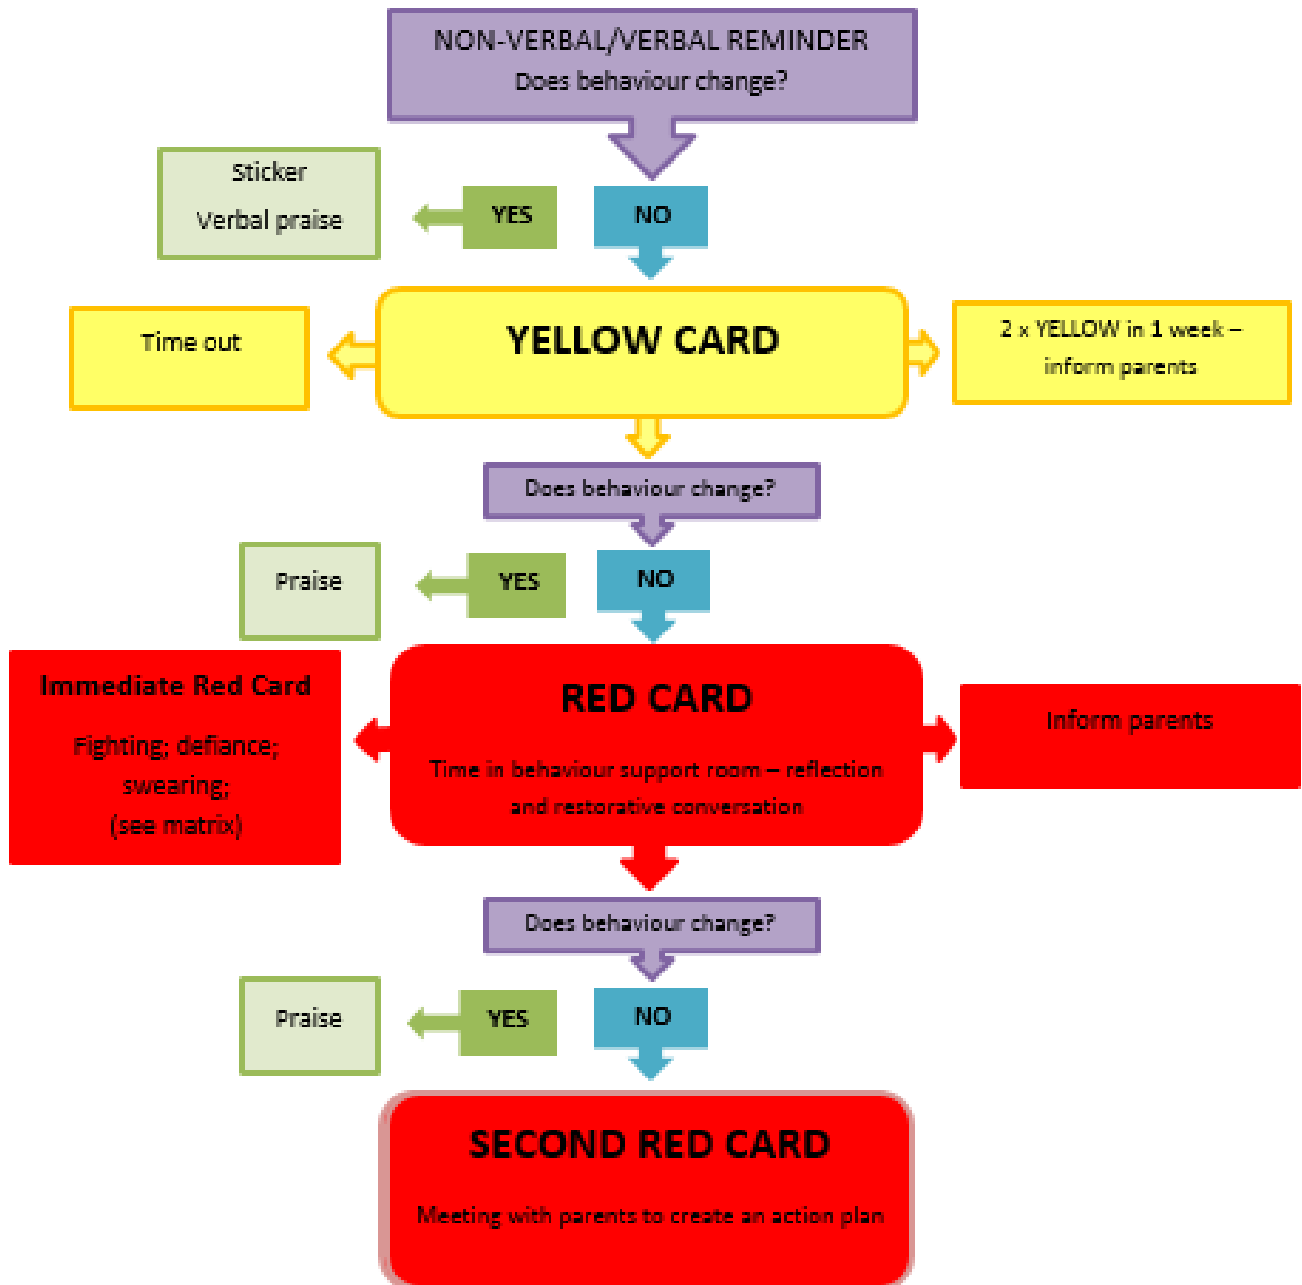 NON-VERBAL/VERBAL REMINDER
Does behaviour change?
Sticker
Verbal praise
YES
NO
Time out
YELLOW CARD
2 x YELLOW in 1 week –
inform parents
Does behaviour change?
Praise
YES
NO
Immediate Red Card
Fighting; defiance;
swearing;
(see matrix)
RED CARD
Time in behaviour support room – reflection
and restorative conversation
Inform parents
Does behaviour change?
Praise
YES
NO
SECOND RED CARD
Meeting with parents to create an action plan